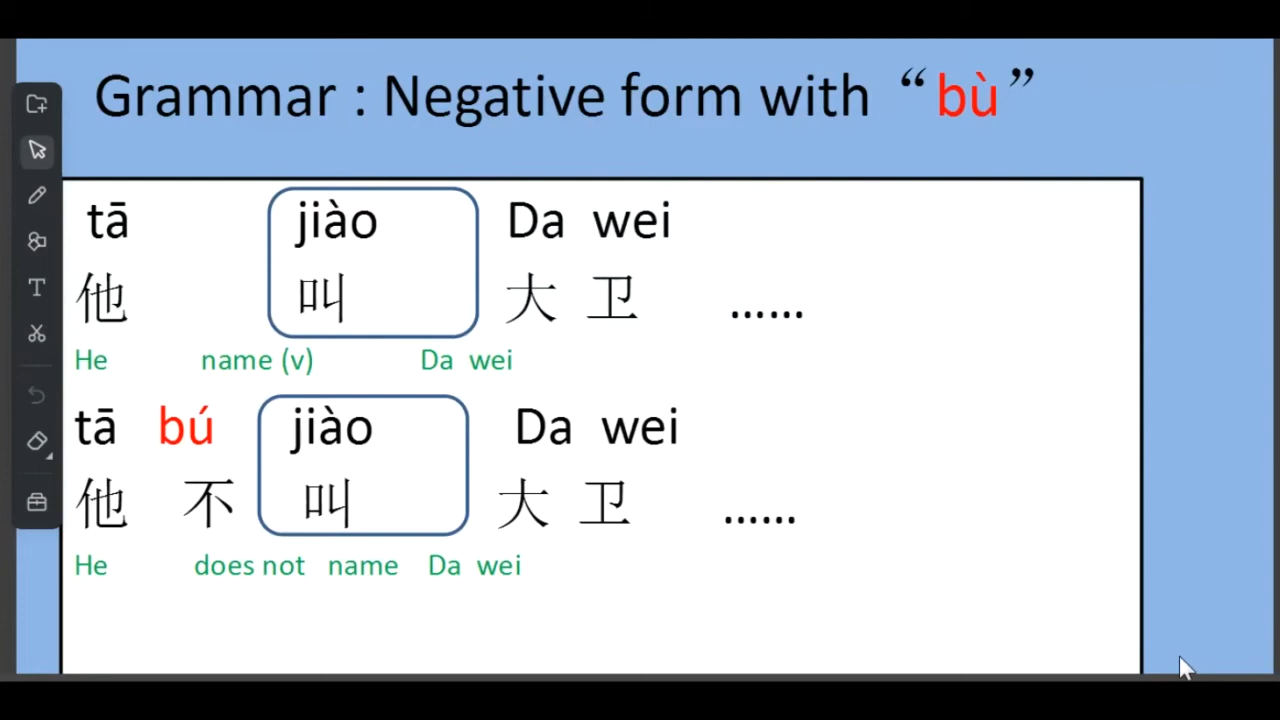 Grammar : Negative form with “bù”
tā jiào Da wei
他 叫 大 卫 ……
He name (v) Da wei
tā bú jiào Da wei
他 不 叫 大 卫 ……
He does not name Da wei
T